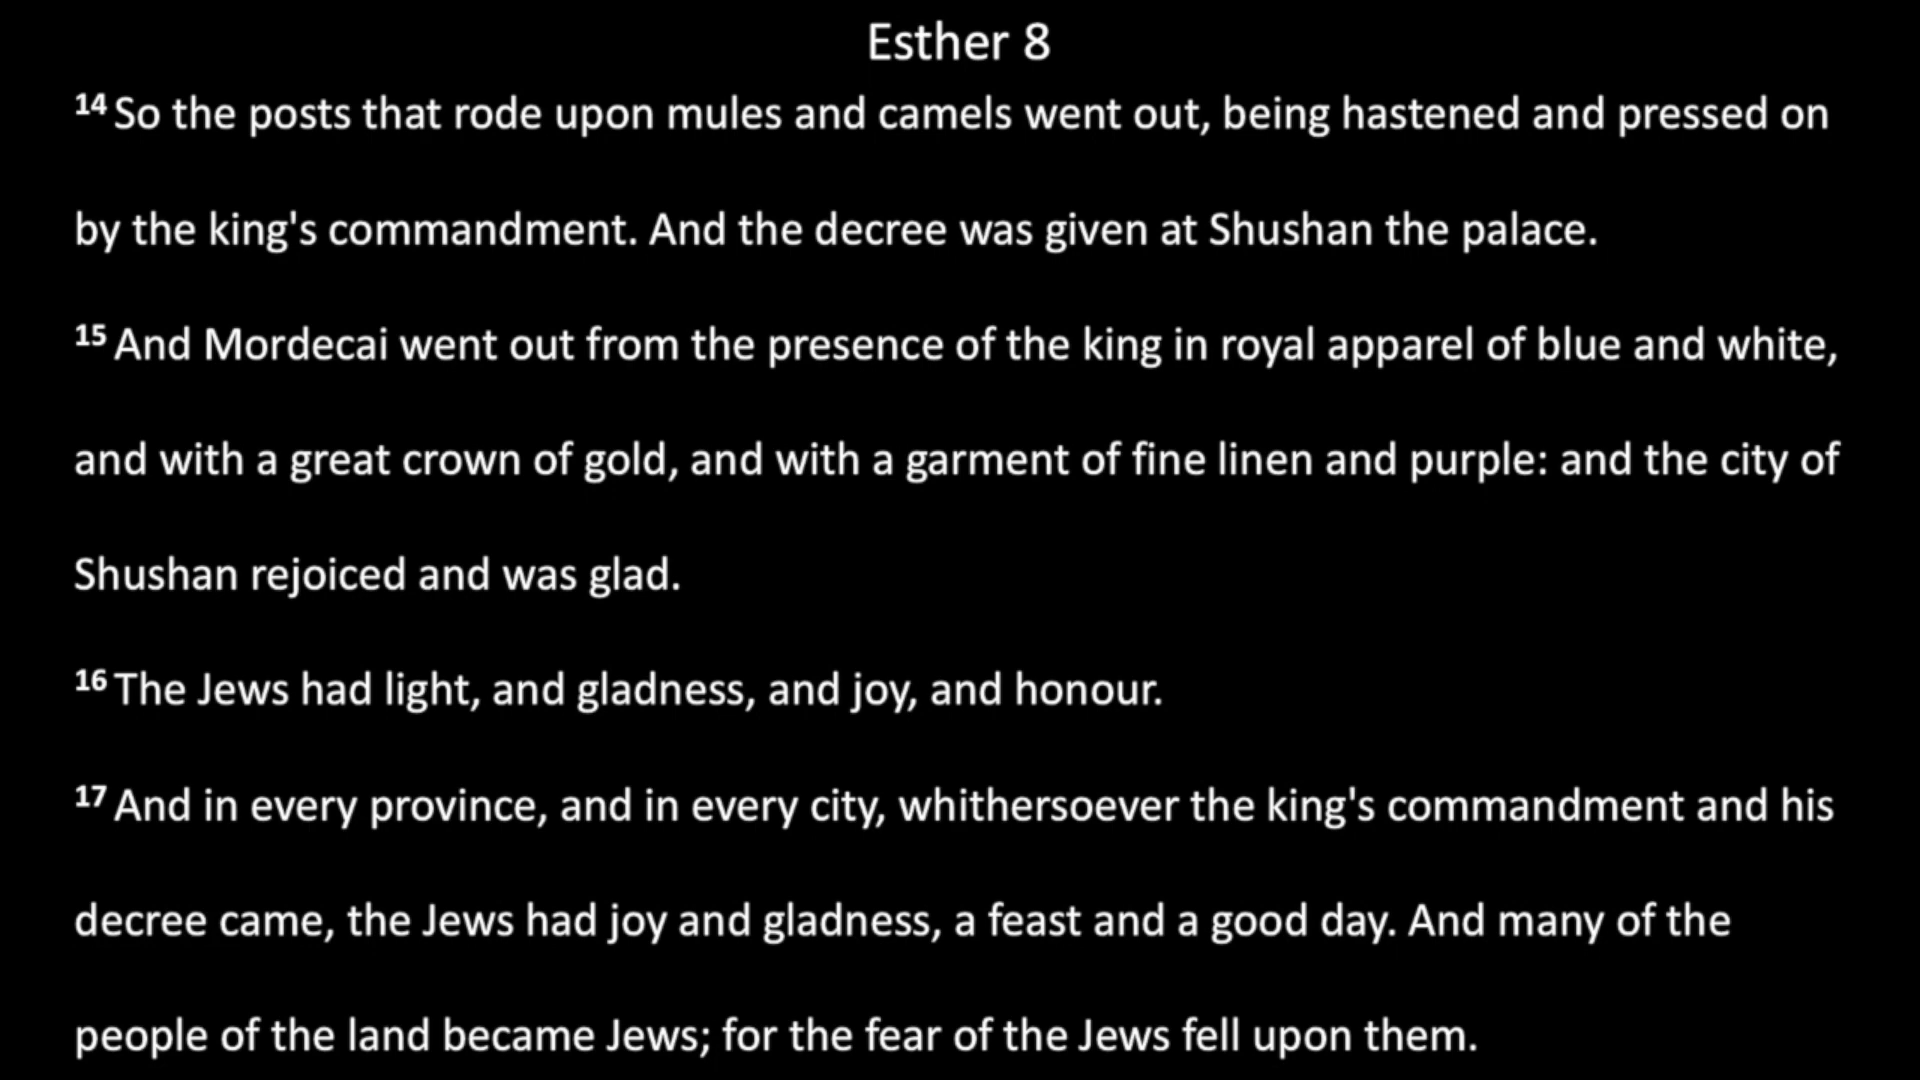 Esther 8
14 So the posts that rode upon mules and camels went out, being hastened and pressed on
by the king's commandment. And the decree was given at Shushan the palace.
15 And Mordecai went out from the presence of the king in royal apparel of blue and white,
and with a great crown of gold, and with a garment of fine linen and purple: and the city of
Shushan rejoiced and was glad.
16 The Jews had light, and gladness, and joy, and honour.
17 And in every province, and in every city, whithersoever the king's commandment and his
decree came, the Jews had joy and gladness, a feast and a good day. And many of the
people of the land became Jews; for the fear of the Jews fell upon them.